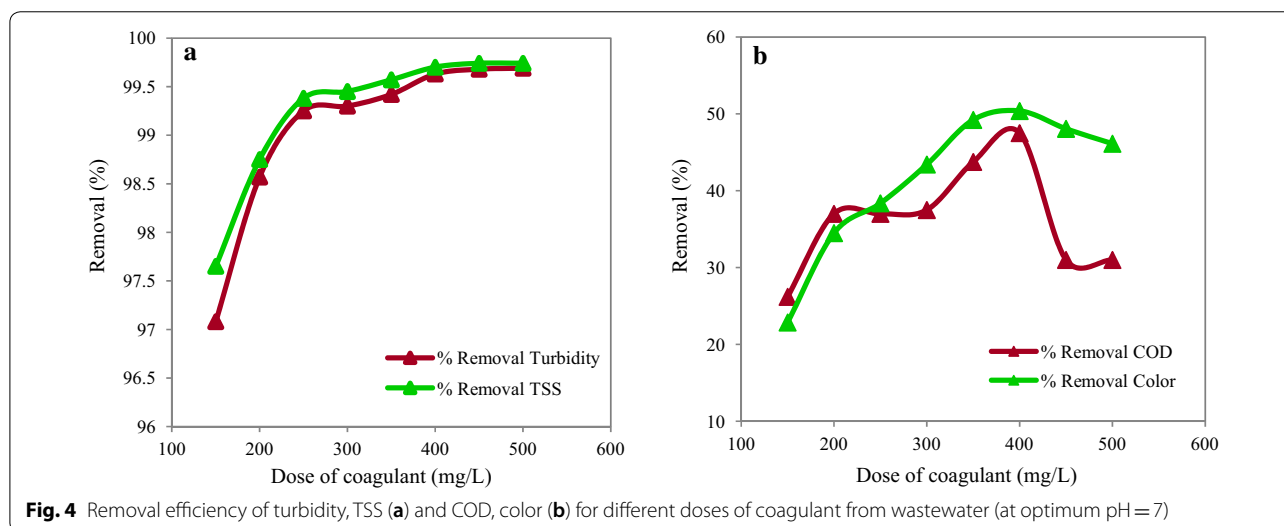 a
Removal (%)
100
99.5
99
98.5
98
97.5
97
96.5
96
100 200 300 400 500 600
Dose of coagulant (mg/L)
% Removal Turbidity
% Removal TSS
b
Removal (%)
60
50
40
30
20
10
100 200 300 400 500 600
Dose of coagulant (mg/L)
% Removal COD
% Removal Color
Fig. 4 Removal efficiency of turbidity, TSS (a) and COD, color (b) for different doses of coagulant from wastewater (at optimum pH = 7)